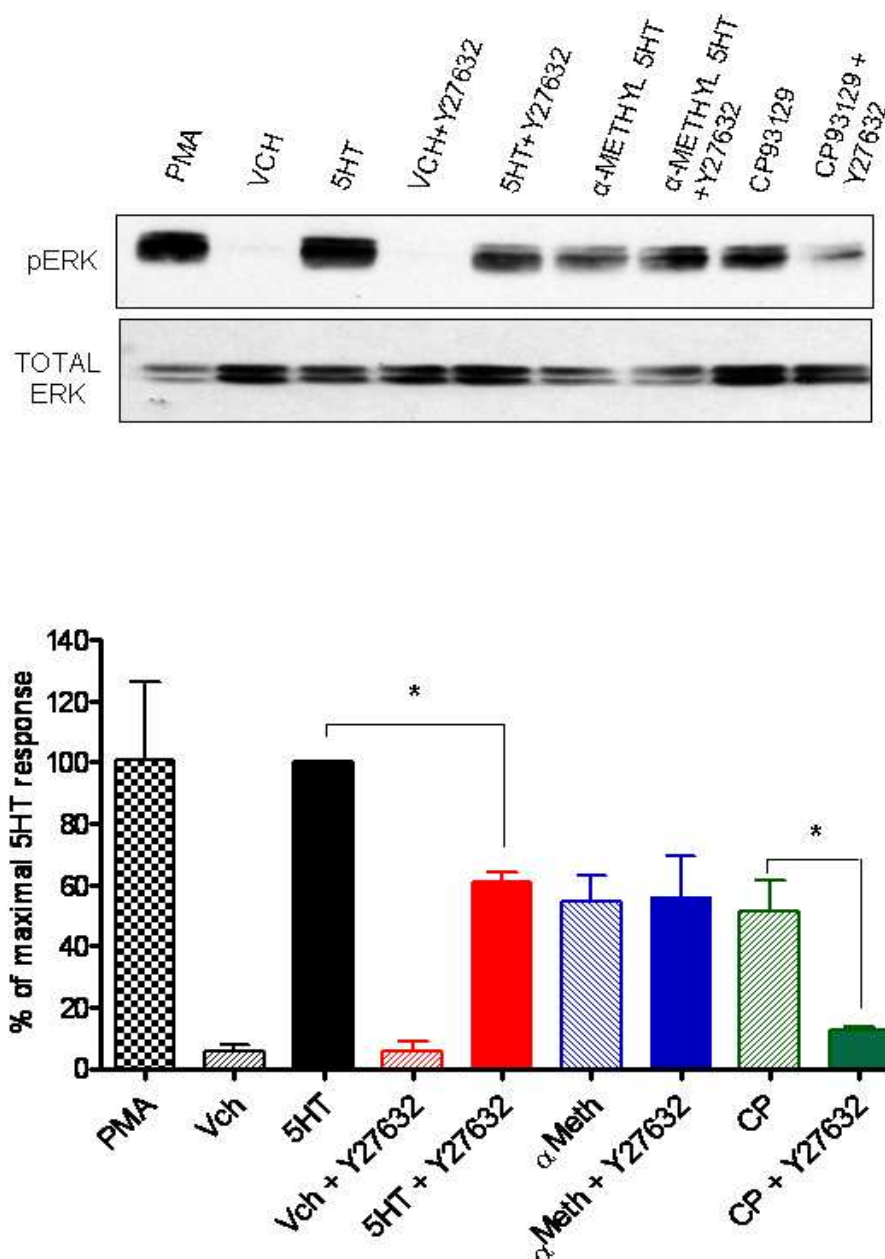 PMA
VCH
5HT
VCH+Y27632
5HT+Y27632
α-METHYL 5HT
α-METHYL 5HT
+Y27632
CP93129
CP93129 +
Y27632
pERK
TOTAL
ERK
% of maximal 5HT response
140
120
100
80
60
40
20
0
*
*
PMA
Vch
5HT
Vch + Y27632
5HT + Y27632
α Meth
αMeth + Y27632
CP
CP + Y27632